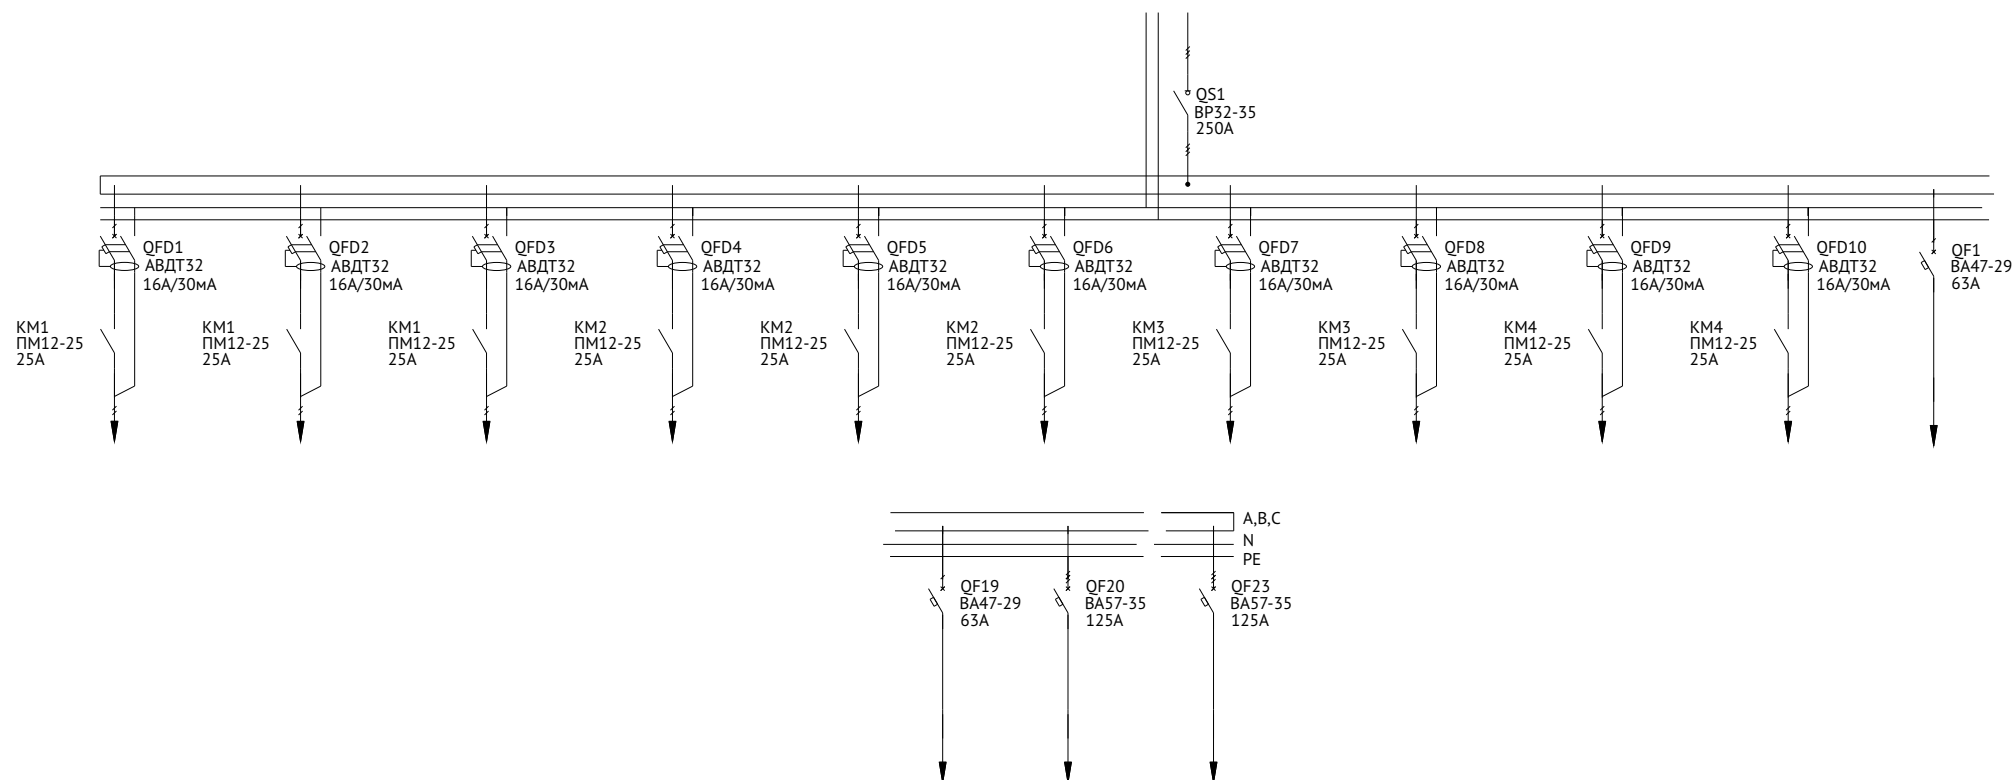 QS1
ВР32-35
250А
QFD1
АВДТ32
16А/30мА
QFD2
АВДТ32
16А/30мА
QFD3
АВДТ32
16А/30мА
QFD4
АВДТ32
16А/30мА
QFD5
АВДТ32
16А/30мА
QFD6
АВДТ32
16А/30мА
QFD7
АВДТ32
16А/30мА
QFD8
АВДТ32
16А/30мА
QFD9
АВДТ32
16А/30мА
QFD10
АВДТ32
16А/30мА
QF1
ВА47-29
63А
КМ1
ПМ12-25
25А
КМ1
ПМ12-25
25А
КМ1
ПМ12-25
25А
КМ2
ПМ12-25
25А
КМ2
ПМ12-25
25А
КМ2
ПМ12-25
25А
КМ3
ПМ12-25
25А
КМ3
ПМ12-25
25А
КМ4
ПМ12-25
25А
КМ4
ПМ12-25
25А
A,B,C
N
PE
QF19
ВА47-29
63А
QF20
ВА57-35
125А
QF23
ВА57-35
125А